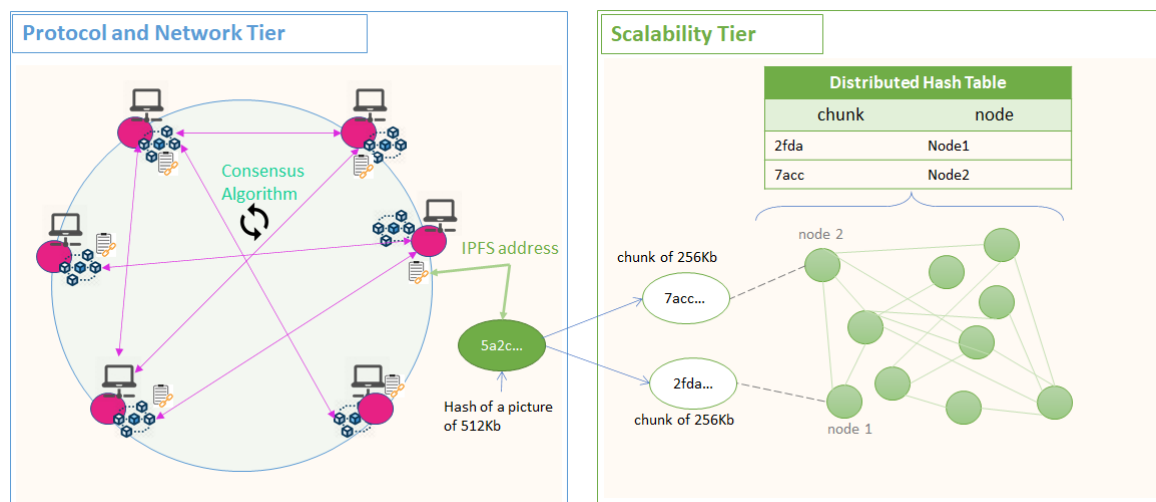 Protocol and Network Tier
Consensus
Algorithm
IPFS address
5a2c...
Hash of a picture
of 512Kb
Scalability Tier
Distributed Hash Table
chunk node
2fda Node1
7acc Node2
node 2
chunk of 256Kb
7acc...
2fda...
chunk of 256Kb
node 1